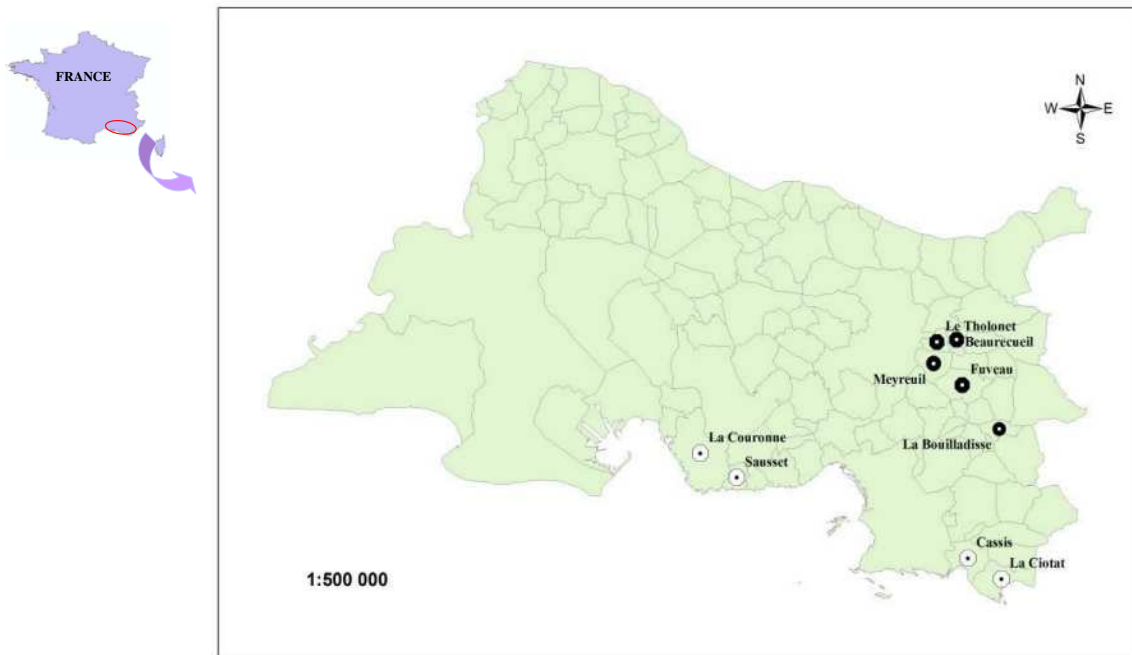 FRANCE
N
W E
S
Le Tholonet
Beaurecueil
Meyreuil
Fuveau
La Bouilladisse
La Couronne
Sausset
Cassis
La Ciotat
1:500 000